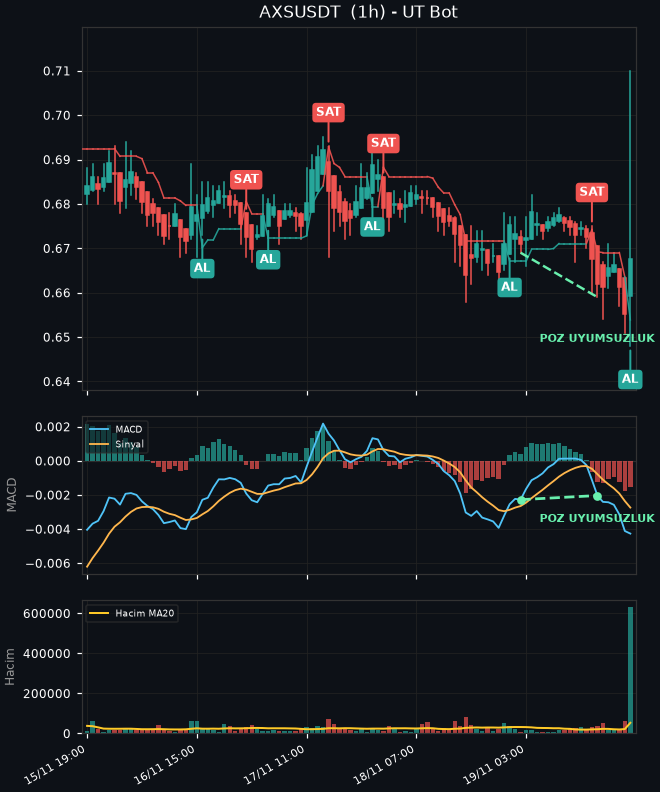 AXSUSDT (1h) - UT Bot
0.71
0.70
0.69
0.68
0.67
0.66
0.65
0.64
SAT
SAT
SAT
SAT
AL
AL
AL
AL
AL
POZ UYUMSUZLUK
MACD
0.002
0.000
−0.002
−0.004
−0.006
MACD
Sinyal
POZ UYUMSUZLUK
Hacim
600000
400000
200000
0
Hacim MA20
15/11 19:00
16/11 15:00
17/11 11:00
18/11 07:00
19/11 03:00